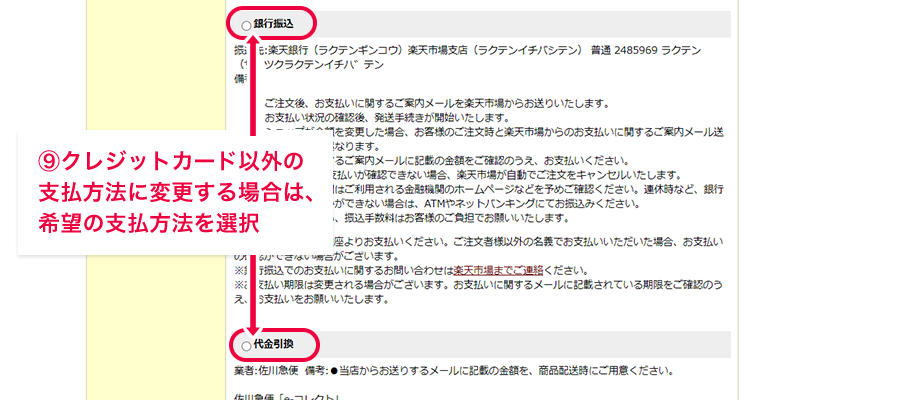 銀行振込
振 先:楽天銀行（ラクテンギンコウ）楽天市場支店（ラクテンイチバシテン） 普通 2485969 ラクテン
ツクラクテンイチハ゛テン
備
ご注文後、お支払いに関するご案内メールを楽天市場からお送りいたします。
お支払い状況の確認後、発送手続きが開始いたします。
を変更した場合、お客様のご注文時と楽天市場からのお支払いに関するご案内メール送
なります。
⑨クレジットカード以外の
支払方法に変更する場合は、
希望の支払方法を選択
るご案内メールに記載の金額をご確認のうえ、お支払いください。
支払いが確認できない場合、楽天市場が自動でご注文をキャンセルいたします。
はご利用される金融機関のホームページなどを予めご確認ください。連休時など、銀行
ができない場合は、ATMやネットバンキングにてお振込みください。
、振込手数料はお客様のご負担でお願いいたします。
座よりお支払いください。ご注文者様以外の名義でお支払いいただいた場合、お支払い
の ができない場合がございます。
※ 行振込でのお支払いに関するお問い合わせは楽天市場までご連絡ください。
※ 支払い期限は変更される場合がございます。お支払いに関するメールに記載されている期限をご確認のう
え、お支払いをお願いいたします。
代金引換
業者:佐川急便 備考:●当店からお送りするメールに記載の金額を、商品配送時にご用意ください。
佐川急便「e-コレクト」